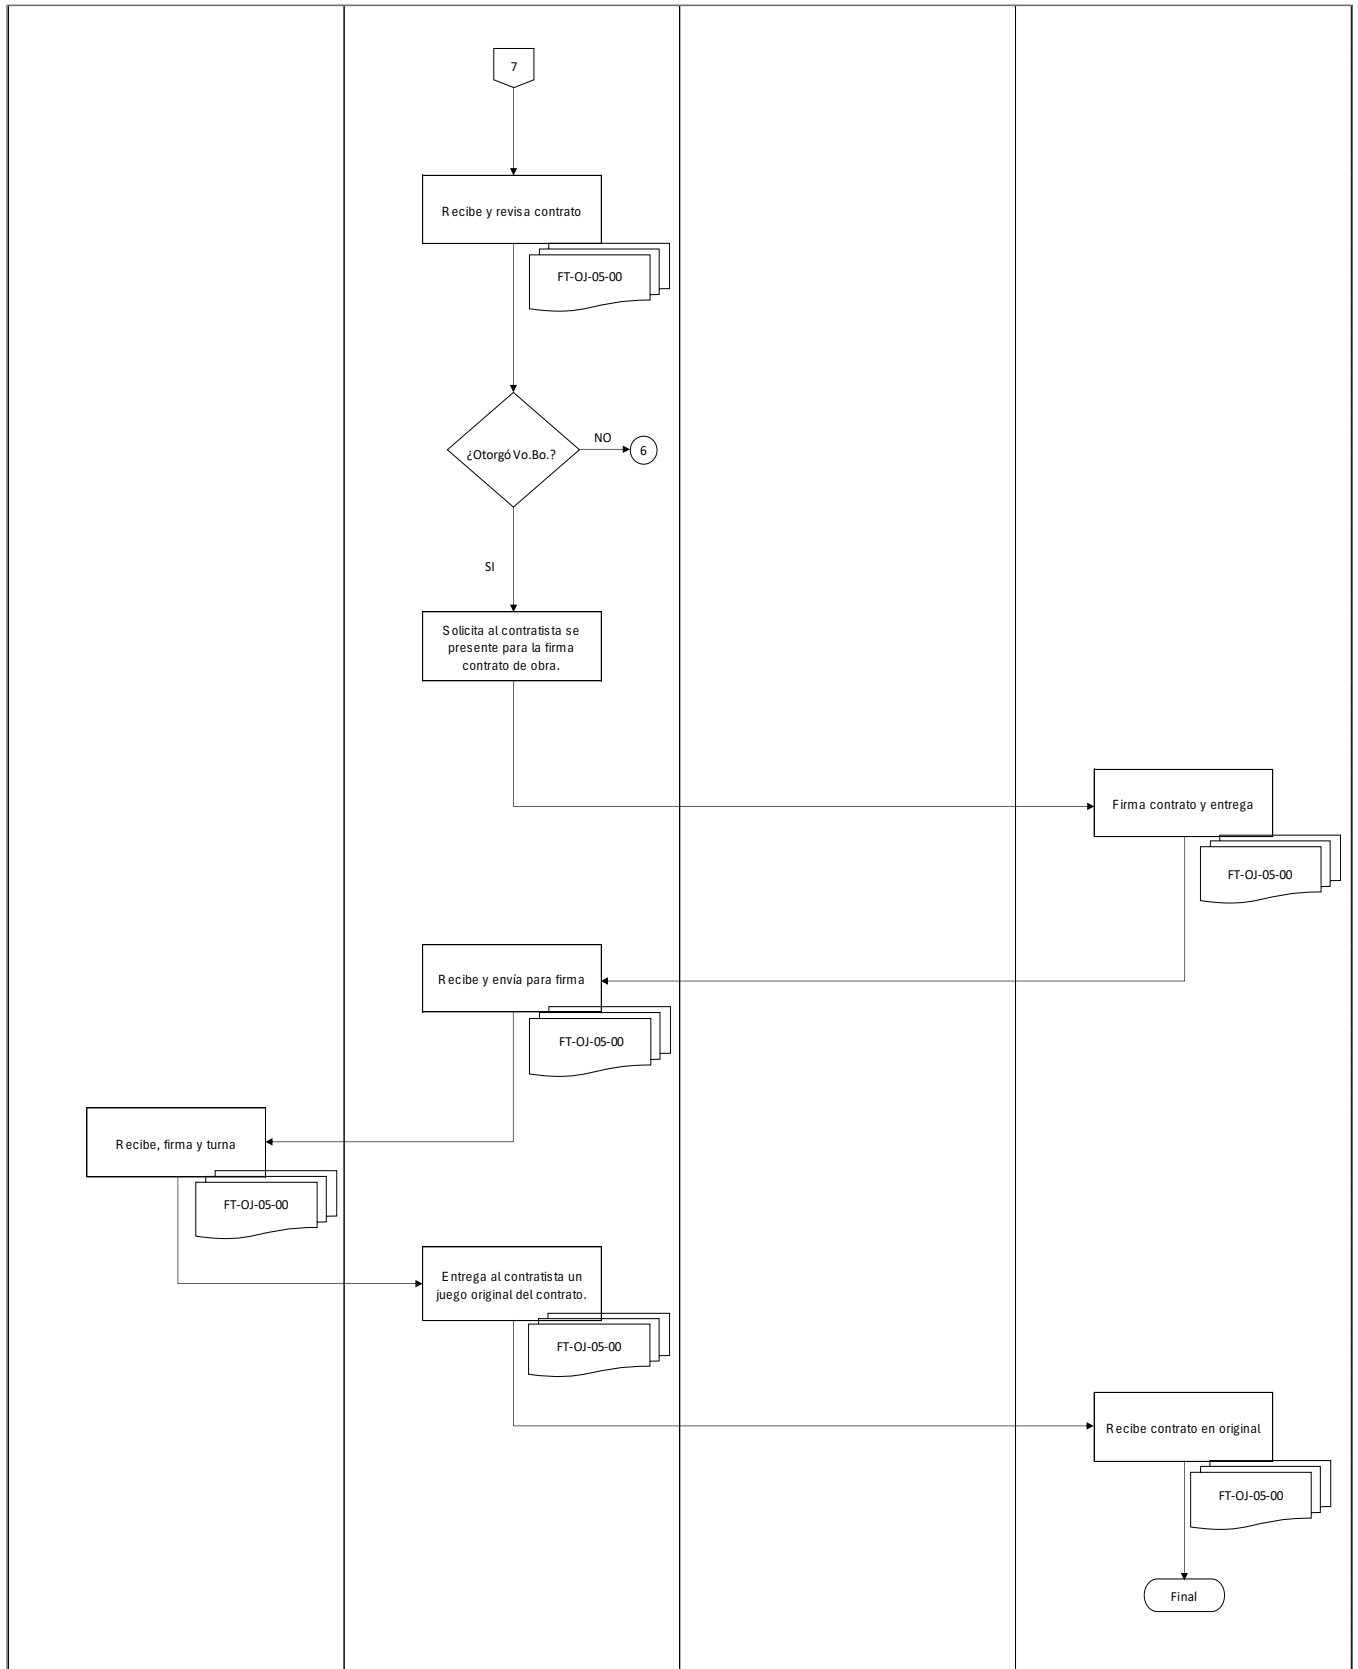 7
Recibe y revisa contrato
FT-OJ-05-00
¿Otorgó Vo.Bo.?
NO
6
SI
Solicita al contratista se
presente para la firma
contrato de obra.
Firma contrato y entrega
FT-OJ-05-00
Recibe y envía para firma
FT-OJ-05-00
Recibe, firma y turna
FT-OJ-05-00
Entrega al contratista un
juego original del contrato.
FT-OJ-05-00
Recibe contrato en original
FT-OJ-05-00
Final